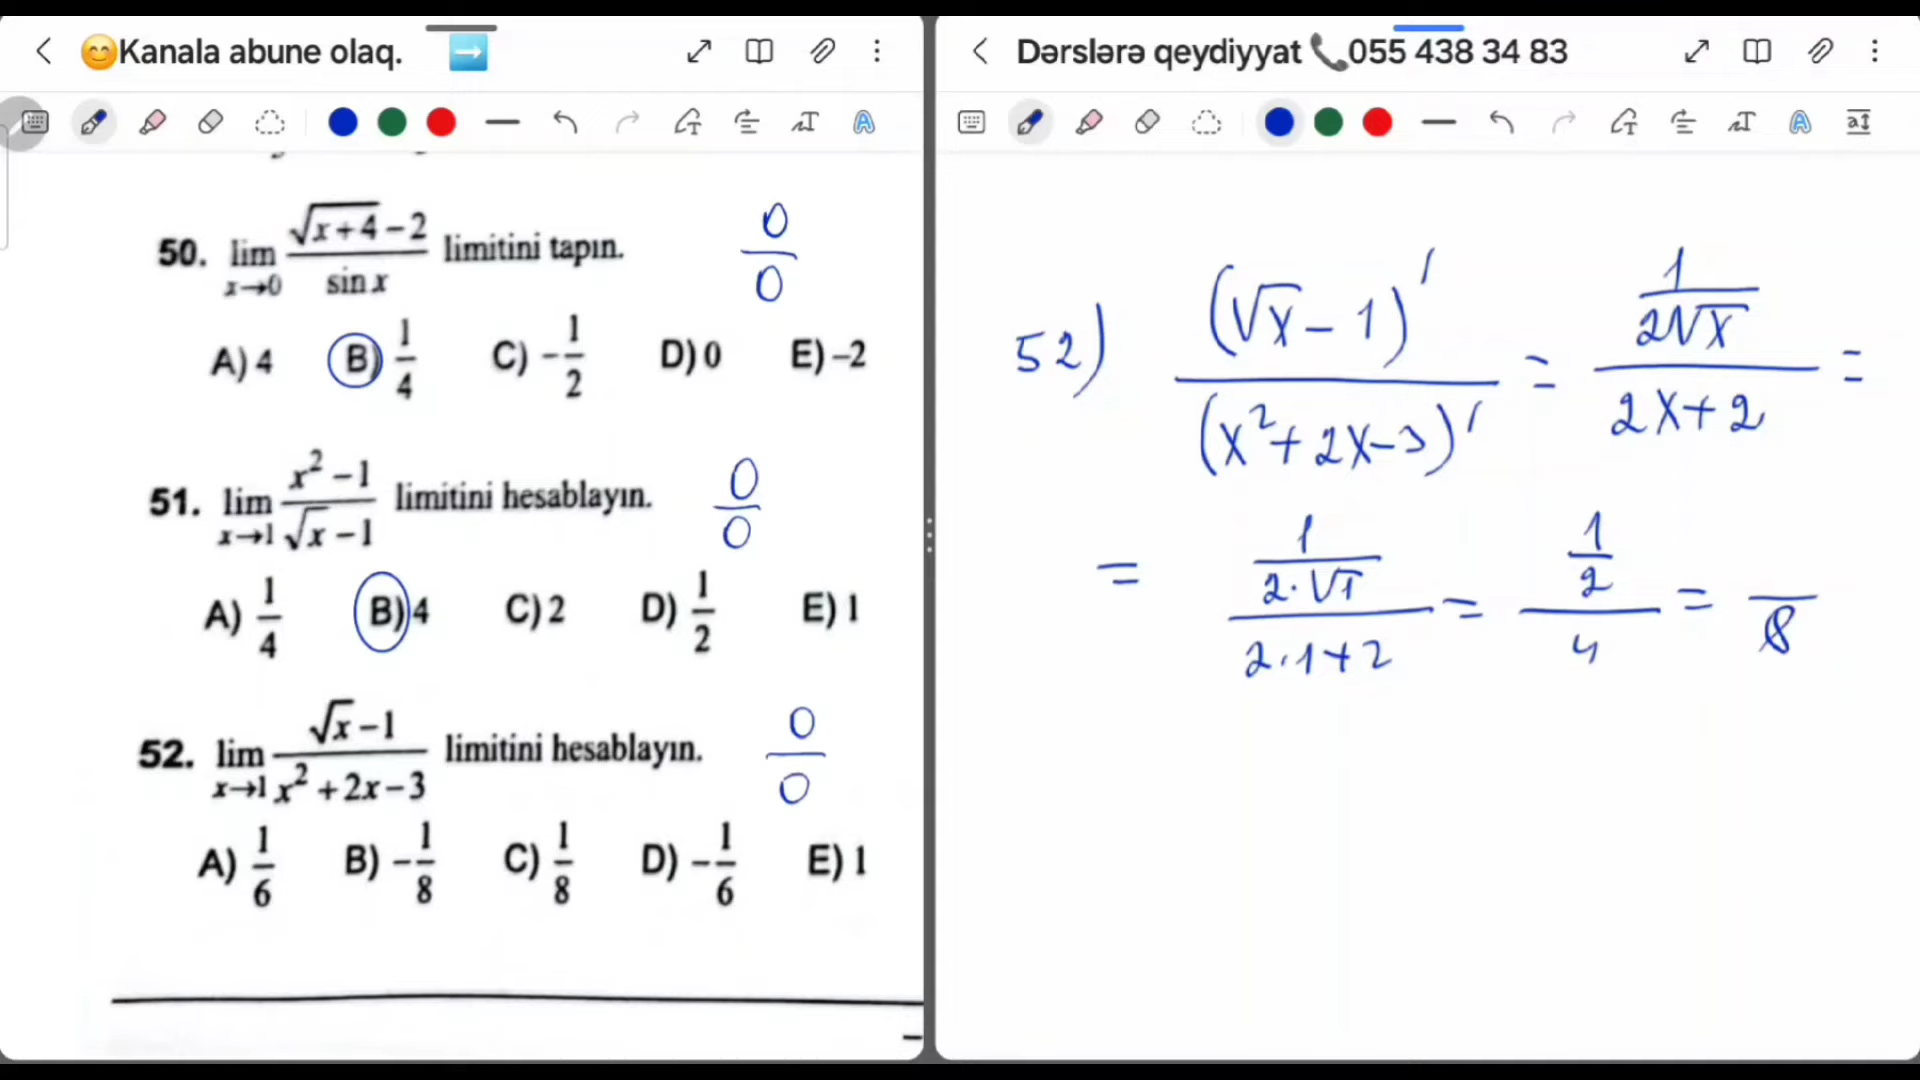 😊Kanala abune olaq. ➡
50. lim x→0 (√(x+4) − 2)/(sin x) limitini tapın. 0/0
A) 4 B) 1/4 C) −1/2 D) 0 E) −2
51. lim x→1 (x² − 1)/(√x − 1) limitini hesablayın. 0/0
A) 1/4 B) 4 C) 2 D) 1/2 E) 1
52. lim x→1 (√x − 1)/(x² + 2x − 3) limitini hesablayın. 0/0
A) 1/6 B) −1/8 C) 1/8 D) −1/6 E) 1
Dərslərə qeydiyyat 📞055 438 34 83
52) (√x − 1)′/(x² + 2x − 3)′ = (1/(2√x))/(2x + 2) =
= (1/(2·√1))/(2·1+2) = (1/2)/4 = /8